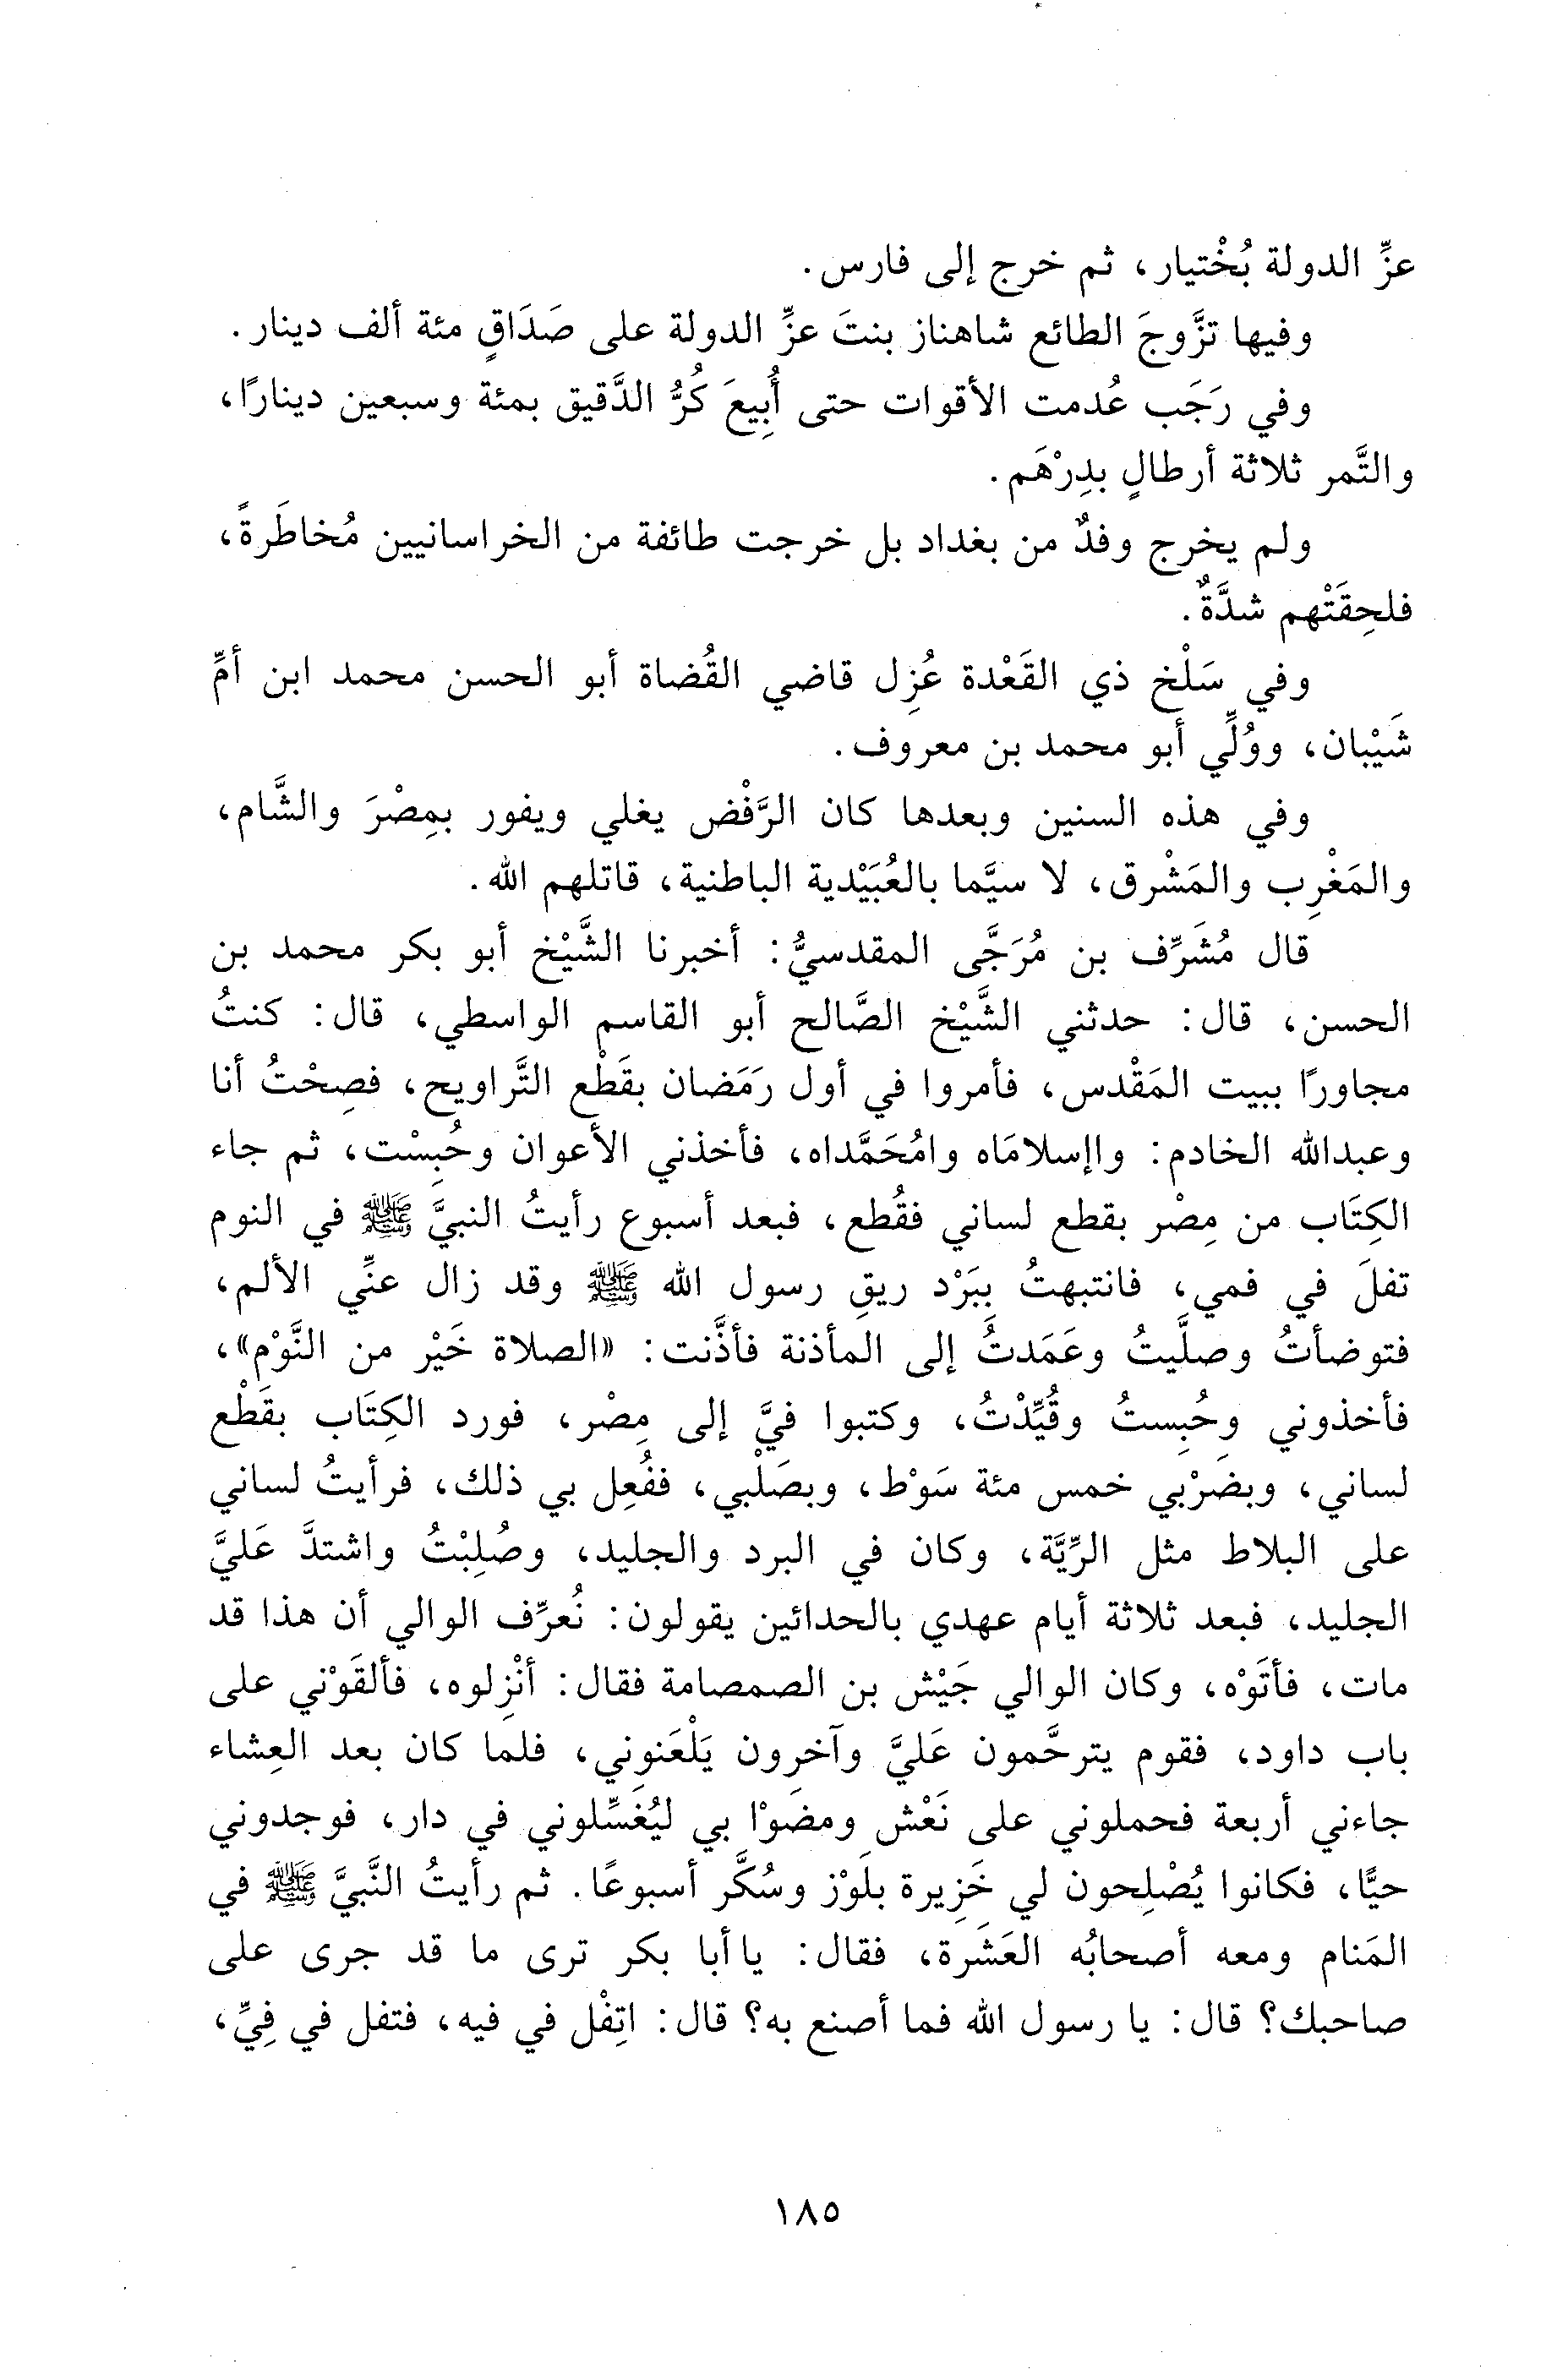 عزِّ الدولة بُخْتيار، ثم خرج إلى فارس.
وفيها تزَّوجَ الطائع شاهناز بنتَ عزِّ الدولة على صَدَاقٍ مئة ألف دينار.
وفي رَجَب عُدمت الأقوات حتى أُبِيعَ كُرُّ الدَّقيق بمئة وسبعين دينارًا،
والتَّمر ثلاثة أرطالٍ بدِرْهَم.
ولم يخرج وفدٌ من بغداد بل خرجت طائفة من الخراسانيين مُخاطَرةً،
فلحِقَتْهم شدَّةٌ.
وفي سَلْخ ذي القَعْدة عُزِل قاضي القُضاة أبو الحسن محمد ابن أمِّ
شَيْبان، ووُلِّي أبو محمد بن معروف.
وفي هذه السنين وبعدها كان الرَّفْض يغلي ويفور بمِصْرَ والشَّام،
والمَغْرِب والمَشْرق، لا سيَّما بالعُبَيْدية الباطنية، قاتلهم الله.
قال مُشَرِّف بن مُرَجَّى المقدسيُّ: أخبرنا الشَّيْخ أبو بكر محمد بن
الحسن، قال: حدثني الشَّيْخ الصَّالح أبو القاسم الواسطي، قال: كنتُ
مجاورًا ببيت المَقْدس، فأمروا في أول رَمَضان بقَطْع التَّراويح، فصِحْتُ أنا
وعبدالله الخادم: واإسلامَاه وامُحَمَّداه، فأخذني الأعوان وحُبِسْت، ثم جاء
الكِتَاب من مِصْر بقطع لساني فقُطع، فبعد أسبوع رأيتُ النبيَّ ﷺ في النوم
تفلَ في فمي، فانتبهتُ بِبَرْد ريقِ رسول الله ﷺ وقد زال عنِّي الألم،
فتوضأتُ وصلَّيتُ وعَمَدتُ إلى المأذنة فأذَّنت: «الصلاة خَيْر من النَّوْم»،
فأخذوني وحُبِستُ وقُيِّدْتُ، وكتبوا فيَّ إلى مِصْر، فورد الكِتَاب بقَطْع
لساني، وبضَرْبي خمس مئة سَوْط، وبصَلْبي، ففُعِل بي ذلك، فرأيتُ لساني
على البلاط مثل الرِّيَّة، وكان في البرد والجليد، وصُلِبْتُ واشتدَّ عَليَّ
الجليد، فبعد ثلاثة أيام عهدي بالحدائين يقولون: نُعرِّف الوالي أن هذا قد
مات، فأتَوْه، وكان الوالي جَيْش بن الصمصامة فقال: أنْزِلوه، فألقَوْني على
باب داود، فقوم يترحَّمون عَليَّ وآخرون يَلْعَنوني، فلما كان بعد العِشاء
جاءني أربعة فحملوني على نَعْش ومضَوْا بي ليُغَسِّلوني في دار، فوجدوني
حيًّا، فكانوا يُصْلِحون لي خَزِيرة بلَوْز وسُكَّر أسبوعًا. ثم رأيتُ النَّبيَّ ﷺ في
المَنام ومعه أصحابُه العَشَرة، فقال: يا أبا بكر ترى ما قد جرى على
صاحبك؟ قال: يا رسول الله فما أصنع به؟ قال: اتِفْل في فيه، فتفل في فِيِّ،
١٨٥